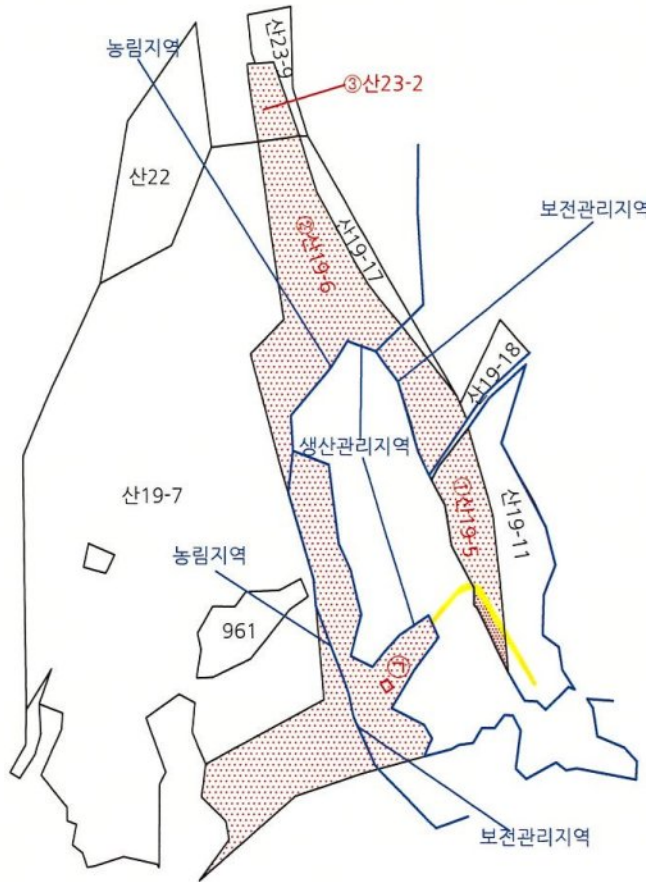 산23-9
농림지역
③산23-2
산22
보전관리지역
산19-17
②산19-6
산19-18
생산관리지역
산19-7
①산19-5
산19-11
농림지역
961
㉠
보전관리지역